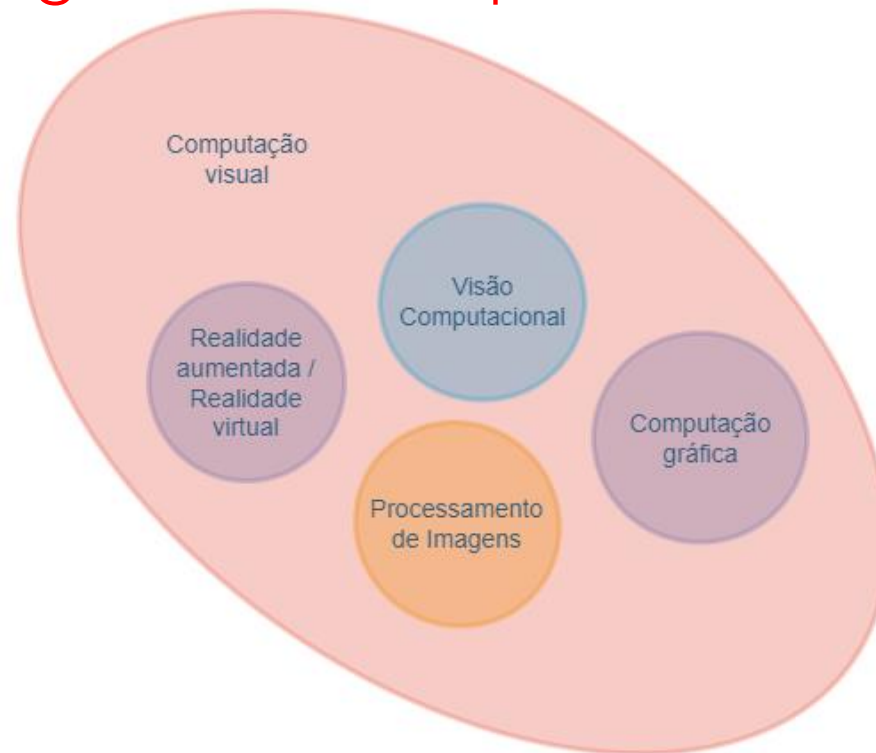 Computação
visual
Visão
Computacional
Realidade
aumentada /
Realidade
virtual
Computação
gráfica
Processamento
de Imagens